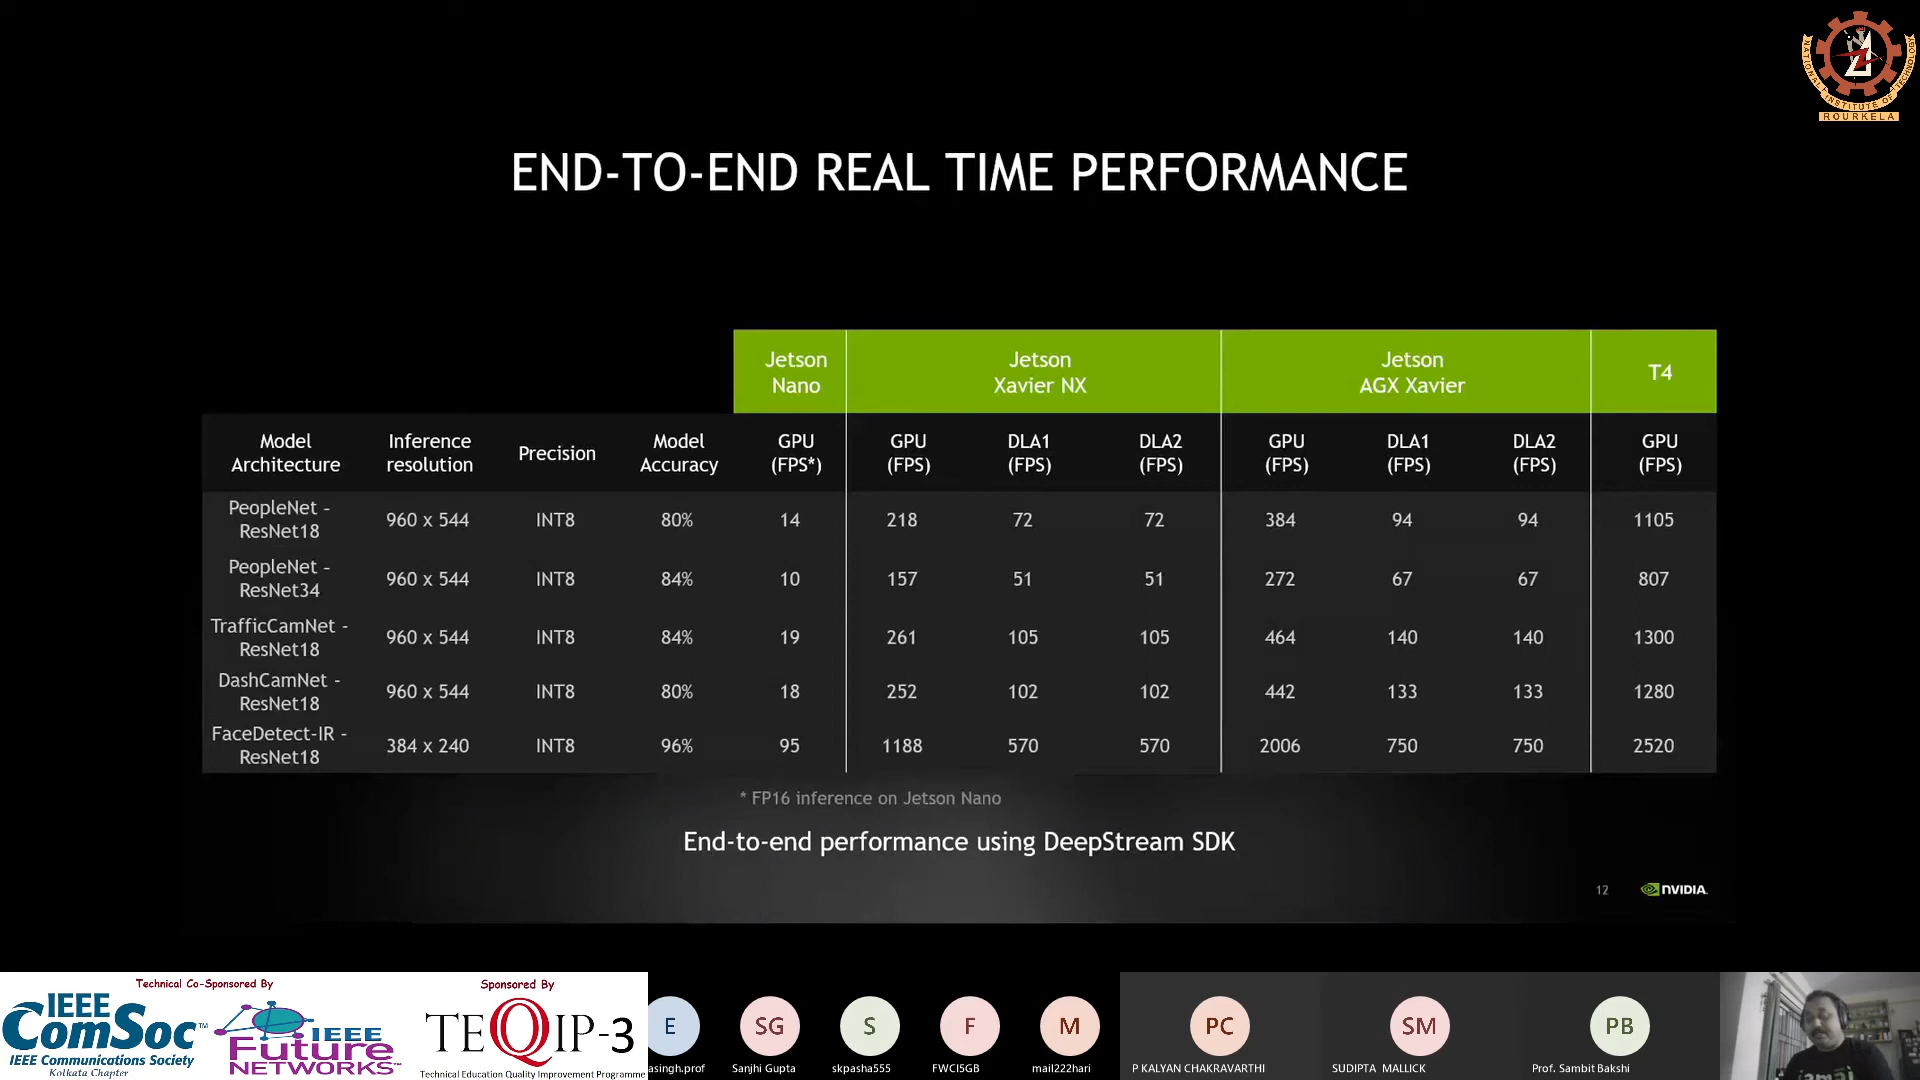 NATIONAL INSTITUTE OF TECHNOLOGY
ROURKELA
END-TO-END REAL TIME PERFORMANCE
Jetson Nano Jetson Xavier NX Jetson AGX Xavier T4
Model Architecture Inference resolution Precision Model Accuracy GPU (FPS*) GPU (FPS) DLA1 (FPS) DLA2 (FPS) GPU (FPS) DLA1 (FPS) DLA2 (FPS) GPU (FPS)
PeopleNet - ResNet18 960 x 544 INT8 80% 14 218 72 72 384 94 94 1105
PeopleNet - ResNet34 960 x 544 INT8 84% 10 157 51 51 272 67 67 807
TrafficCamNet - ResNet18 960 x 544 INT8 84% 19 261 105 105 464 140 140 1300
DashCamNet - ResNet18 960 x 544 INT8 80% 18 252 102 102 442 133 133 1280
FaceDetect-IR - ResNet18 384 x 240 INT8 96% 95 1188 570 570 2006 750 750 2520
* FP16 inference on Jetson Nano
End-to-end performance using DeepStream SDK
12 NVIDIA.
Technical Co-Sponsored By
IEEE ComSoc™
IEEE Communications Society
Kolkata Chapter
IEEE Future NETWORKS™
Sponsored By
TEQIP-3
Technical Education Quality Improvement Programme
E SG S F M PC SM PB
asingh.prof Sanjhi Gupta skpasha555 FWCI5GB mail222hari P KALYAN CHAKRAVARTHI SUDIPTA MALLICK Prof. Sambit Bakshi